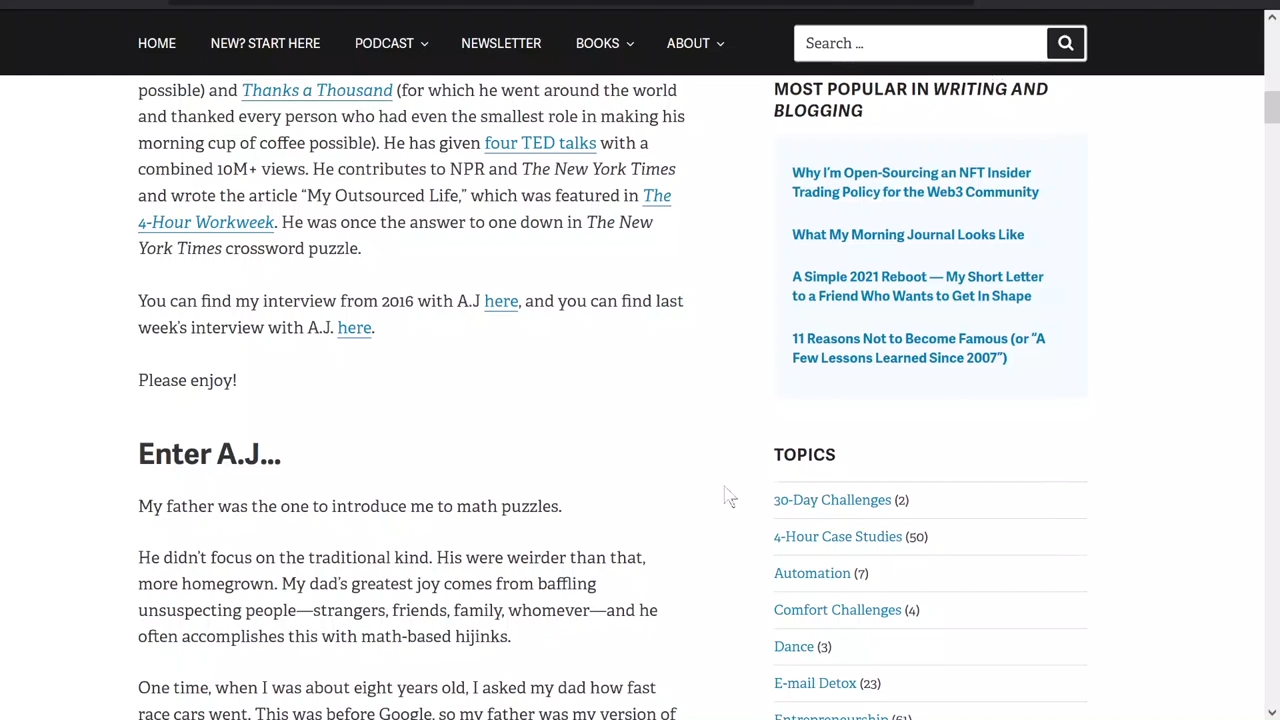 HOME NEW? START HERE PODCAST NEWSLETTER BOOKS ABOUT Search ...
possible) and Thanks a Thousand (for which he went around the world
and thanked every person who had even the smallest role in making his
morning cup of coffee possible). He has given four TED talks with a
combined 10M+ views. He contributes to NPR and The New York Times
and wrote the article “My Outsourced Life,” which was featured in The
4-Hour Workweek. He was once the answer to one down in The New
York Times crossword puzzle.
You can find my interview from 2016 with A.J here, and you can find last
week’s interview with A.J. here.
Please enjoy!
Enter A.J...
My father was the one to introduce me to math puzzles.
He didn’t focus on the traditional kind. His were weirder than that,
more homegrown. My dad’s greatest joy comes from baffling
unsuspecting people—strangers, friends, family, whomever—and he
often accomplishes this with math-based hijinks.
One time, when I was about eight years old, I asked my dad how fast
race cars went. This was before Google, so my father was my version of
MOST POPULAR IN WRITING AND
BLOGGING
Why I’m Open-Sourcing an NFT Insider
Trading Policy for the Web3 Community
What My Morning Journal Looks Like
A Simple 2021 Reboot — My Short Letter
to a Friend Who Wants to Get In Shape
11 Reasons Not to Become Famous (or “A
Few Lessons Learned Since 2007”)
TOPICS
30-Day Challenges (2)
4-Hour Case Studies (50)
Automation (7)
Comfort Challenges (4)
Dance (3)
E-mail Detox (23)
Entrepreneurship (61)